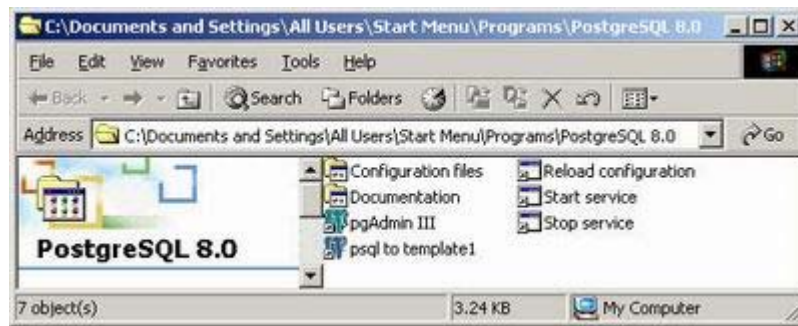 C:\Documents and Settings\All Users\Start Menu\Programs\PostgreSQL 8.0
File Edit View Favorites Tools Help
Back Search Folders
Address C:\Documents and Settings\All Users\Start Menu\Programs\PostgreSQL 8.0 Go
PostgreSQL 8.0
Configuration files
Documentation
pgAdmin III
psql to template1
Reload configuration
Start service
Stop service
7 object(s) 3.24 KB My Computer